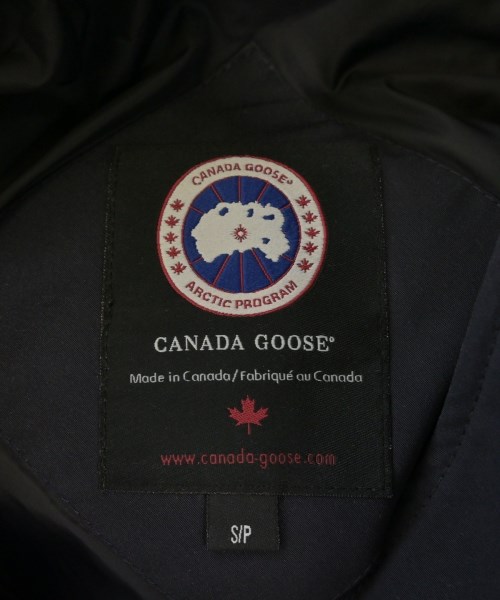 CANADA GOOSE®
ARCTIC PROGRAM
CANADA GOOSE®
Made in Canada/Fabriqué au Canada
www.canada-goose.com
S/P